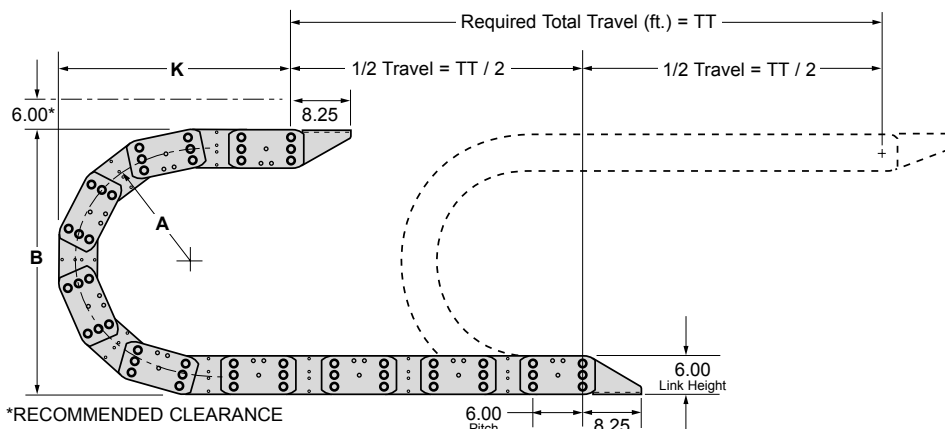 Required Total Travel (ft.) = TT
K
1/2 Travel = TT / 2
1/2 Travel = TT / 2
6.00*
8.25
A
B
6.00
Link Height
*RECOMMENDED CLEARANCE
6.00
Pitch
8.25